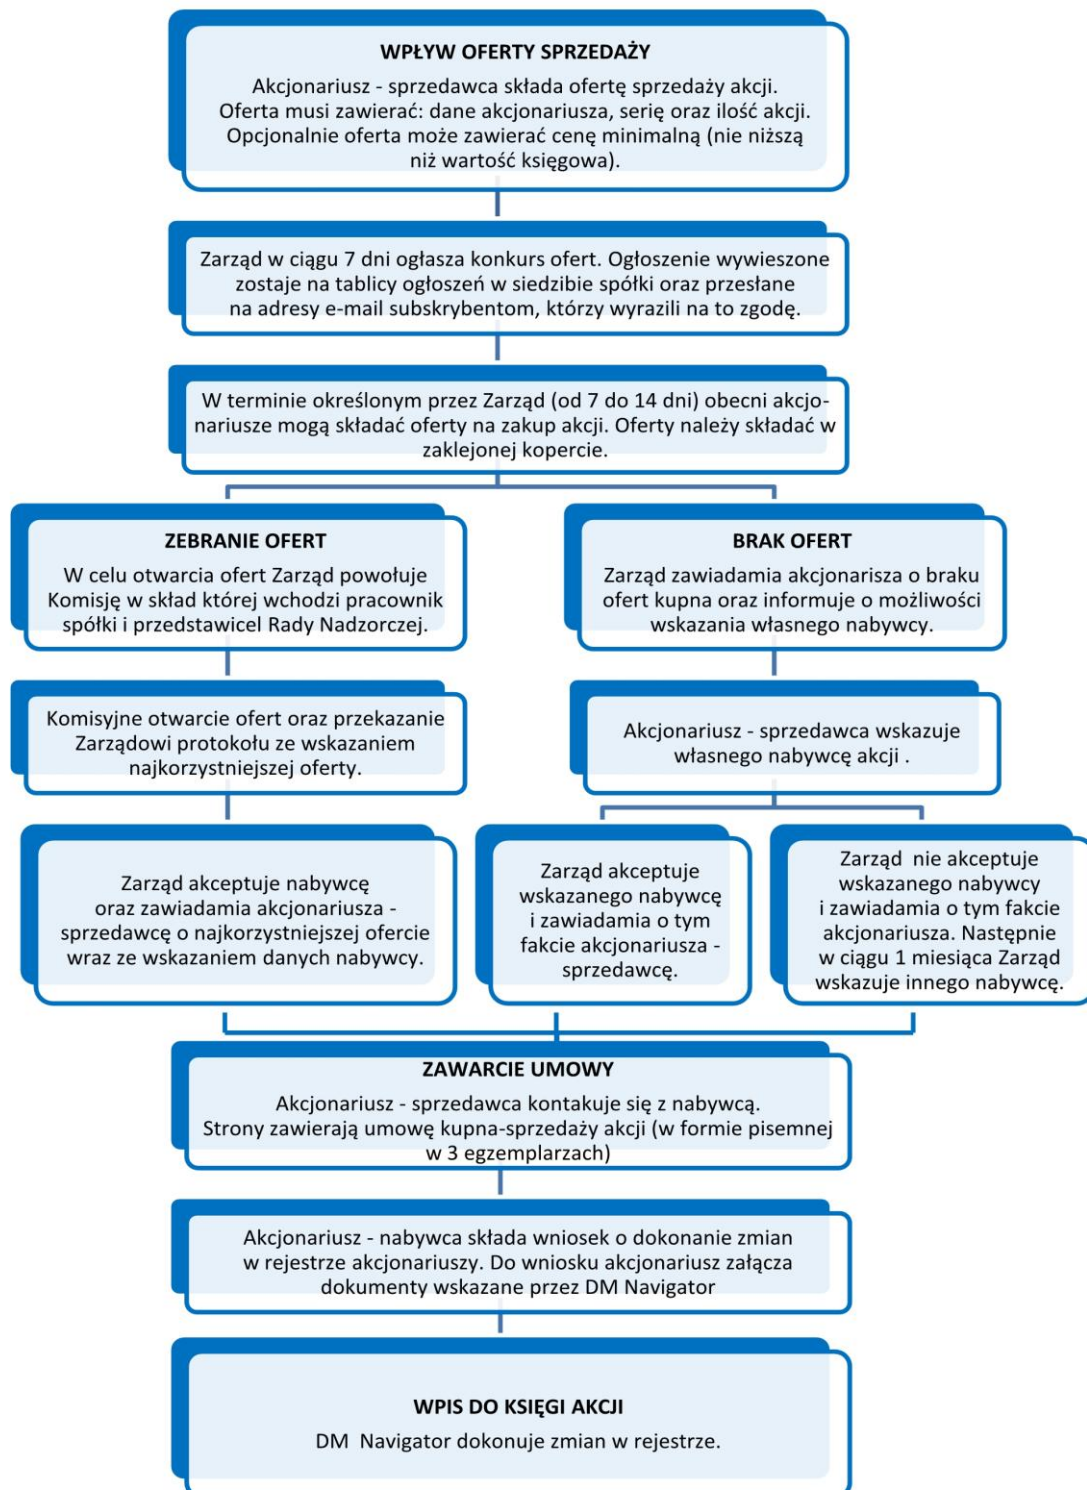 WPŁYW OFERTY SPRZEDAŻY
Akcjonariusz - sprzedawca składa ofertę sprzedaży akcji.
Oferta musi zawierać: dane akcjonariusza, serię oraz ilość akcji.
Opcjonalnie oferta może zawierać cenę minimalną (nie niższą
niż wartość księgowa).
Zarząd w ciągu 7 dni ogłasza konkurs ofert. Ogłoszenie wywieszone
zostaje na tablicy ogłoszeń w siedzibie spółki oraz przesłane
na adresy e-mail subskrybentom, którzy wyrazili na to zgodę.
W terminie określonym przez Zarząd (od 7 do 14 dni) obecni akcjo-
nariusze mogą składać oferty na zakup akcji. Oferty należy składać w
zaklejonej kopercie.
ZEBRANIE OFERT
W celu otwarcia ofert Zarząd powołuje
Komisję w skład której wchodzi pracownik
spółki i przedstawicel Rady Nadzorczej.
BRAK OFERT
Zarząd zawiadamia akcjonarisza o braku
ofert kupna oraz informuje o możliwości
wskazania własnego nabywcy.
Komisyjne otwarcie ofert oraz przekazanie
Zarządowi protokołu ze wskazaniem
najkorzystniejszej oferty.
Akcjonariusz - sprzedawca wskazuje
własnego nabywcę akcji .
Zarząd akceptuje nabywcę
oraz zawiadamia akcjonariusza -
sprzedawcę o najkorzystniejszej ofercie
wraz ze wskazaniem danych nabywcy.
Zarząd akceptuje
wskazanego nabywcę
i zawiadamia o tym
fakcie akcjonariusza -
sprzedawcę.
Zarząd  nie akceptuje
wskazanego nabywcy
i zawiadamia o tym fakcie
akcjonariusza. Następnie
w ciągu 1 miesiąca Zarząd
wskazuje innego nabywcę.
ZAWARCIE UMOWY
Akcjonariusz - sprzedawca kontakuje się z nabywcą.
Strony zawierają umowę kupna-sprzedaży akcji (w formie pisemnej
w 3 egzemplarzach)
Akcjonariusz - nabywca składa wniosek o dokonanie zmian
w rejestrze akcjonariuszy. Do wniosku akcjonariusz załącza
dokumenty wskazane przez DM Navigator
WPIS DO KSIĘGI AKCJI
DM  Navigator dokonuje zmian w rejestrze.